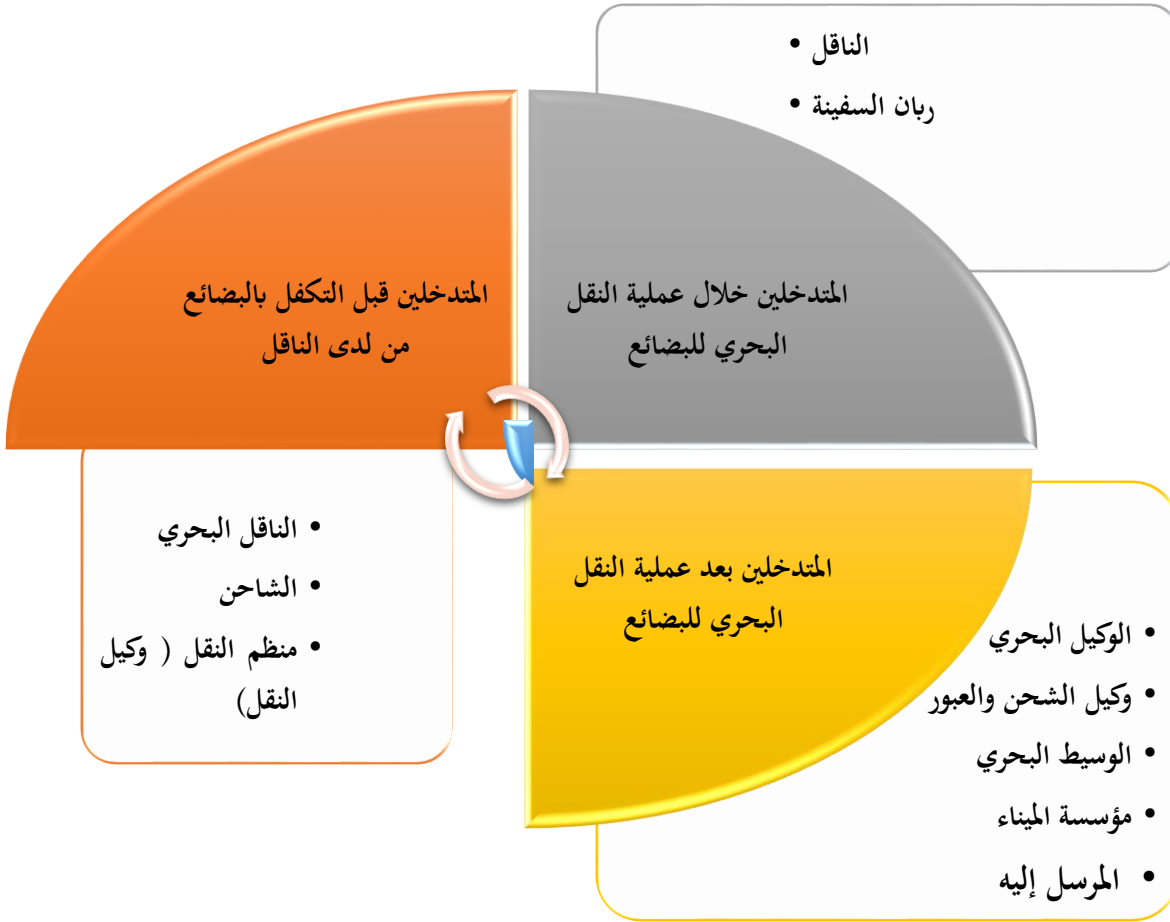 • الناقل
• ربان السفينة
المتدخلين خلال عملية النقل
البحري للبضائع
المتدخلين قبل التكفل بالبضائع
من لدى الناقل
• الناقل البحري
• الشاحن
• منظم النقل ( وكيل
النقل)
المتدخلين بعد عملية النقل
البحري للبضائع
• الوكيل البحري
• وكيل الشحن والعبور
• الوسيط البحري
• مؤسسة الميناء
• المرسل إليه